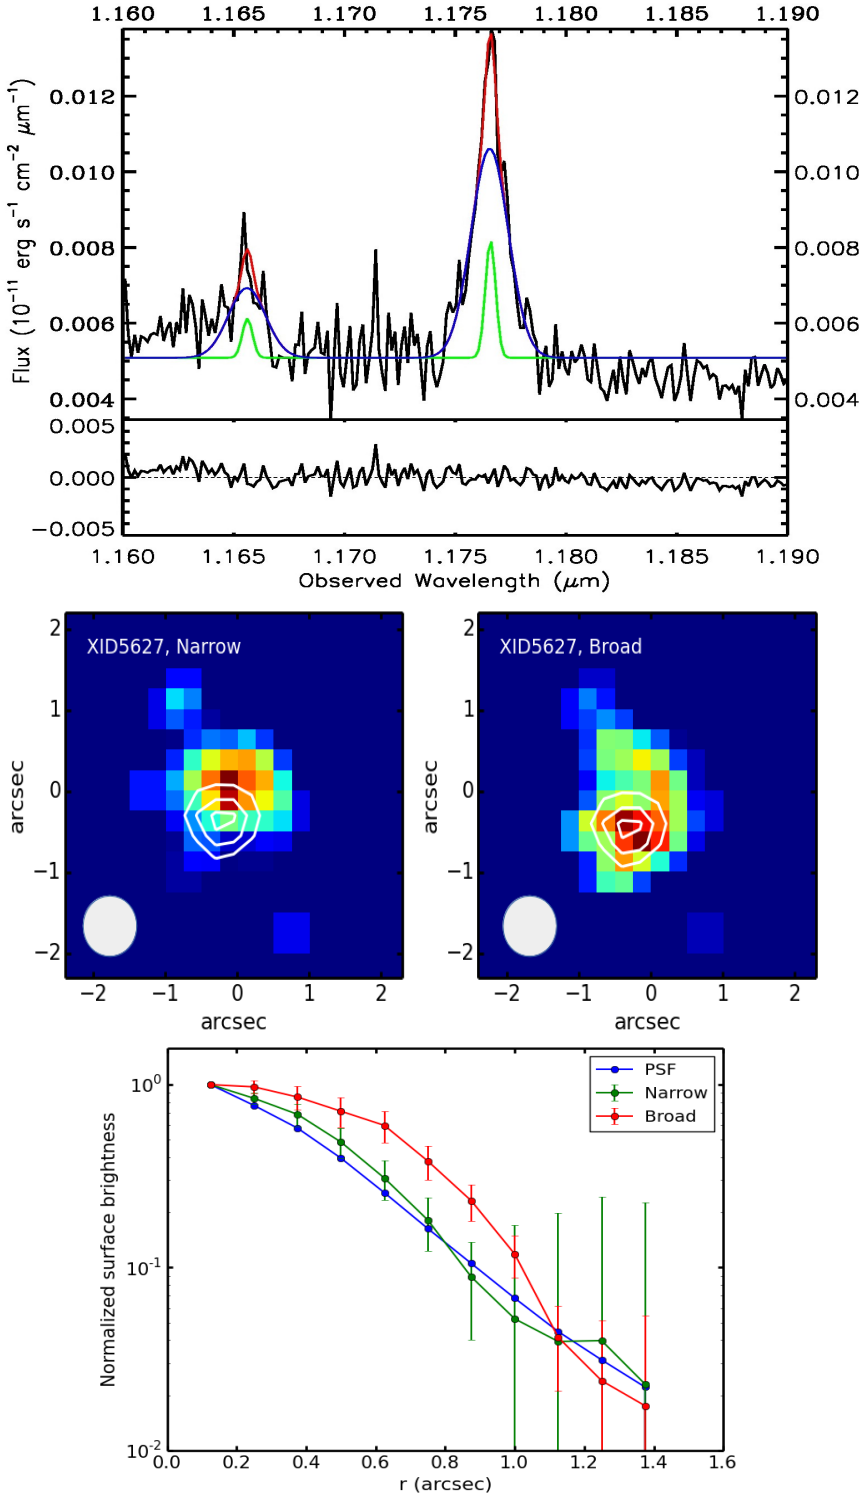 1.160 1.165 1.170 1.175 1.180 1.185 1.190
0.012 0.012
0.010 0.010
0.008 0.008
0.006 0.006
0.004 0.004
Flux (10⁻¹¹ erg s⁻¹ cm⁻² μm⁻¹)
0.005
0.000
−0.005
1.160 1.165 1.170 1.175 1.180 1.185 1.190
Observed Wavelength (μm)
XID5627, Narrow
2
1
0
−1
−2
arcsec
−2 −1 0 1 2
arcsec
XID5627, Broad
2
1
0
−1
−2
arcsec
−2 −1 0 1 2
arcsec
PSF
Narrow
Broad
10⁰
10⁻¹
10⁻²
Normalized surface brightness
0.0 0.2 0.4 0.6 0.8 1.0 1.2 1.4 1.6
r (arcsec)